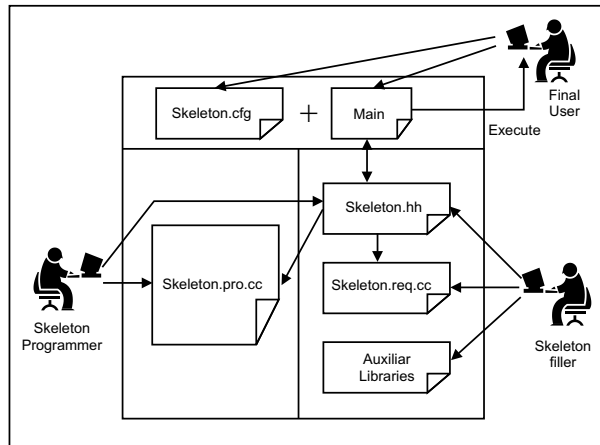 Skeleton.cfg
+
Main
Execute
Final
User
Skeleton.hh
Skeleton.pro.cc
Skeleton.req.cc
Skeleton
Programmer
Auxiliar
Libraries
Skeleton
filler